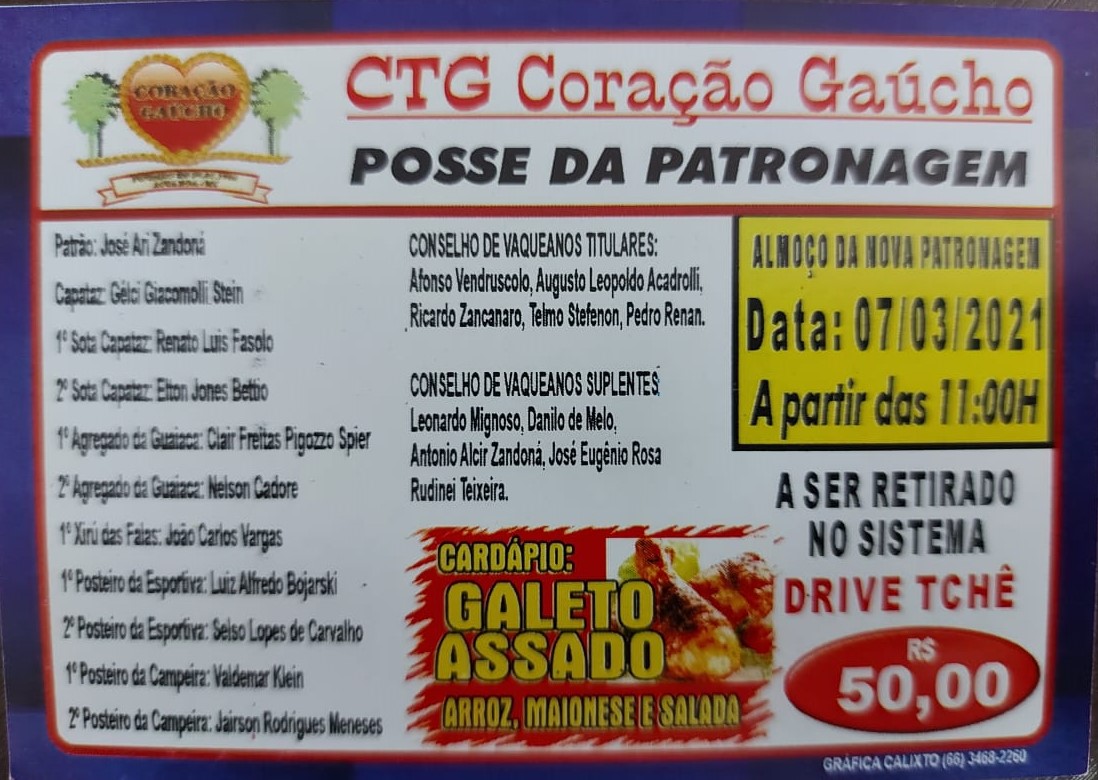 CORAÇÃO
GAÚCHO
CTG Coração Gaúcho
POSSE DA PATRONAGEM
Patrão: José Ari Zandoná
Capataz: Gélci Giacomolli Stein
1º Sota Capataz: Renato Luis Fasolo
2º Sota Capataz: Elton Jones Bettio
1º Agregado da Guaiaca: Clair Freitas Pigozzo Spier
2º Agregado da Guaiaca: Nelson Cadore
1º Xirú das Falas: João Carlos Vargas
1º Posteiro da Esportiva: Luiz Alfredo Bojarski
2º Posteiro da Esportiva: Selso Lopes de Carvalho
1º Posteiro da Campeira: Valdemar Klein
2º Posteiro da Campeira: Jairson Rodrigues Meneses
CONSELHO DE VAQUEANOS TITULARES:
Afonso Vendruscolo, Augusto Leopoldo Acadrolli,
Ricardo Zancanaro, Telmo Stefenon, Pedro Renan.
CONSELHO DE VAQUEANOS SUPLENTES
Leonardo Mignoso, Danilo de Melo,
Antonio Alcir Zandoná, José Eugênio Rosa
Rudinei Teixeira.
CARDÁPIO:
GALETO
ASSADO
ARROZ, MAIONESE E SALADA
ALMOÇO DA NOVA PATRONAGEM
Data: 07/03/2021
A partir das 11:00H
A SER RETIRADO
NO SISTEMA
DRIVE TCHÊ
R$
50,00
GRÁFICA CALIXTO (66) 3468-2260